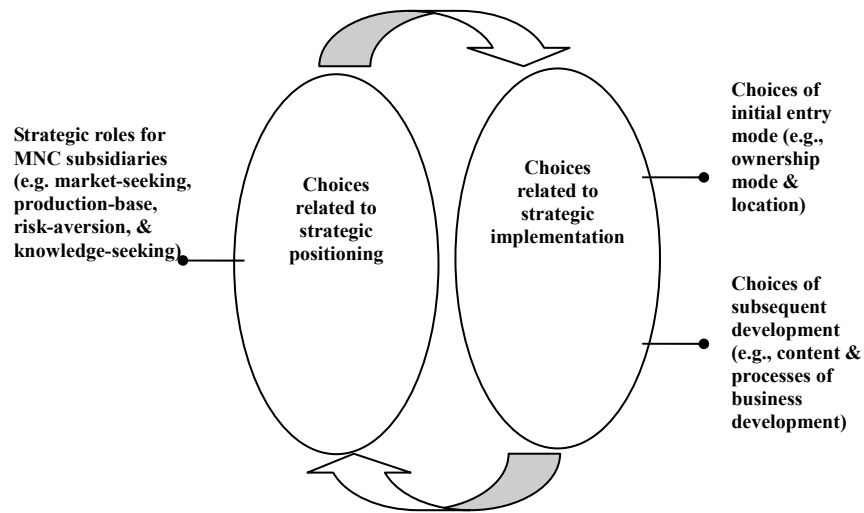 Strategic roles for
MNC subsidiaries
(e.g. market-seeking,
production-base,
risk-aversion, &
knowledge-seeking)
Choices
related to
strategic
positioning
Choices
related to
strategic
implementation
Choices of
initial entry
mode (e.g.,
ownership
mode &
location)
Choices of
subsequent
development
(e.g., content &
processes of
business
development)